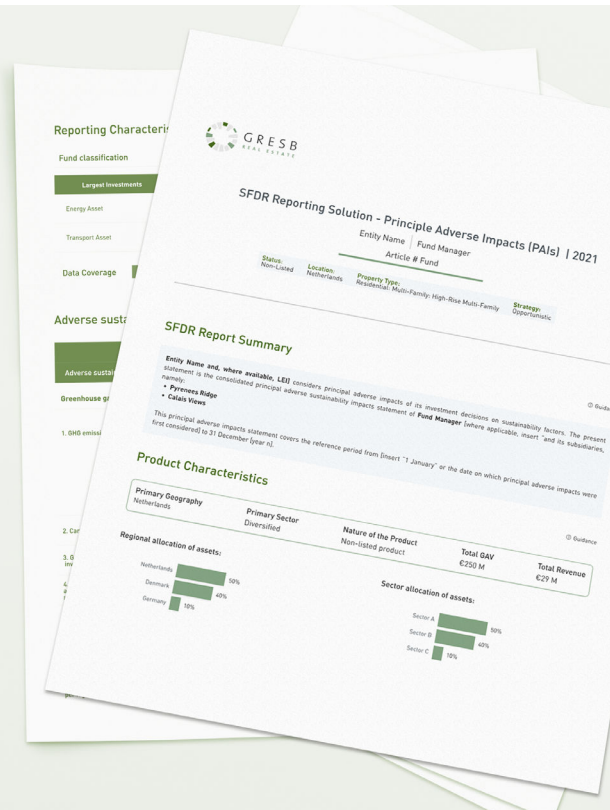 Reporting Characteris
Fund classification
Largest Investments
Energy Asset
Transport Asset
Data Coverage
Adverse susta
Adverse sustai
Greenhouse ga
1. GHG emissi
2. Car
3. G
GRESB
REAL ESTATE
SFDR Reporting Solution - Principle Adverse Impacts (PAIs) | 2021
Entity Name | Fund Manager
Article # Fund
Status:
Non-Listed
Location:
Netherlands
Property Type:
Residential: Multi-Family: High-Rise Multi-Family
Strategy:
Opportunistic
SFDR Report Summary
Guida
Entity Name and, where available, LEI] considers principal adverse impacts of its investment decisions on sustainability factors. The present
statement is the consolidated principal adverse sustainability impacts statement of Fund Manager [where applicable, insert "and its subsidiaries,
namely:
• Pyrenees Ridge
• Calais Views
This principal adverse impacts statement covers the reference period from [insert "1 January" or the date on which principal adverse impacts were
first considered] to 31 December [year n].
Product Characteristics
Guidance
Primary Geography
Netherlands
Primary Sector
Diversified
Nature of the Product
Non-listed product
Total GAV
€250 M
Total Revenue
€29 M
Regional allocation of assets:
Netherlands 50%
Denmark 40%
Germany 10%
Sector allocation of assets:
Sector A 50%
Sector B 40%
Sector C 10%